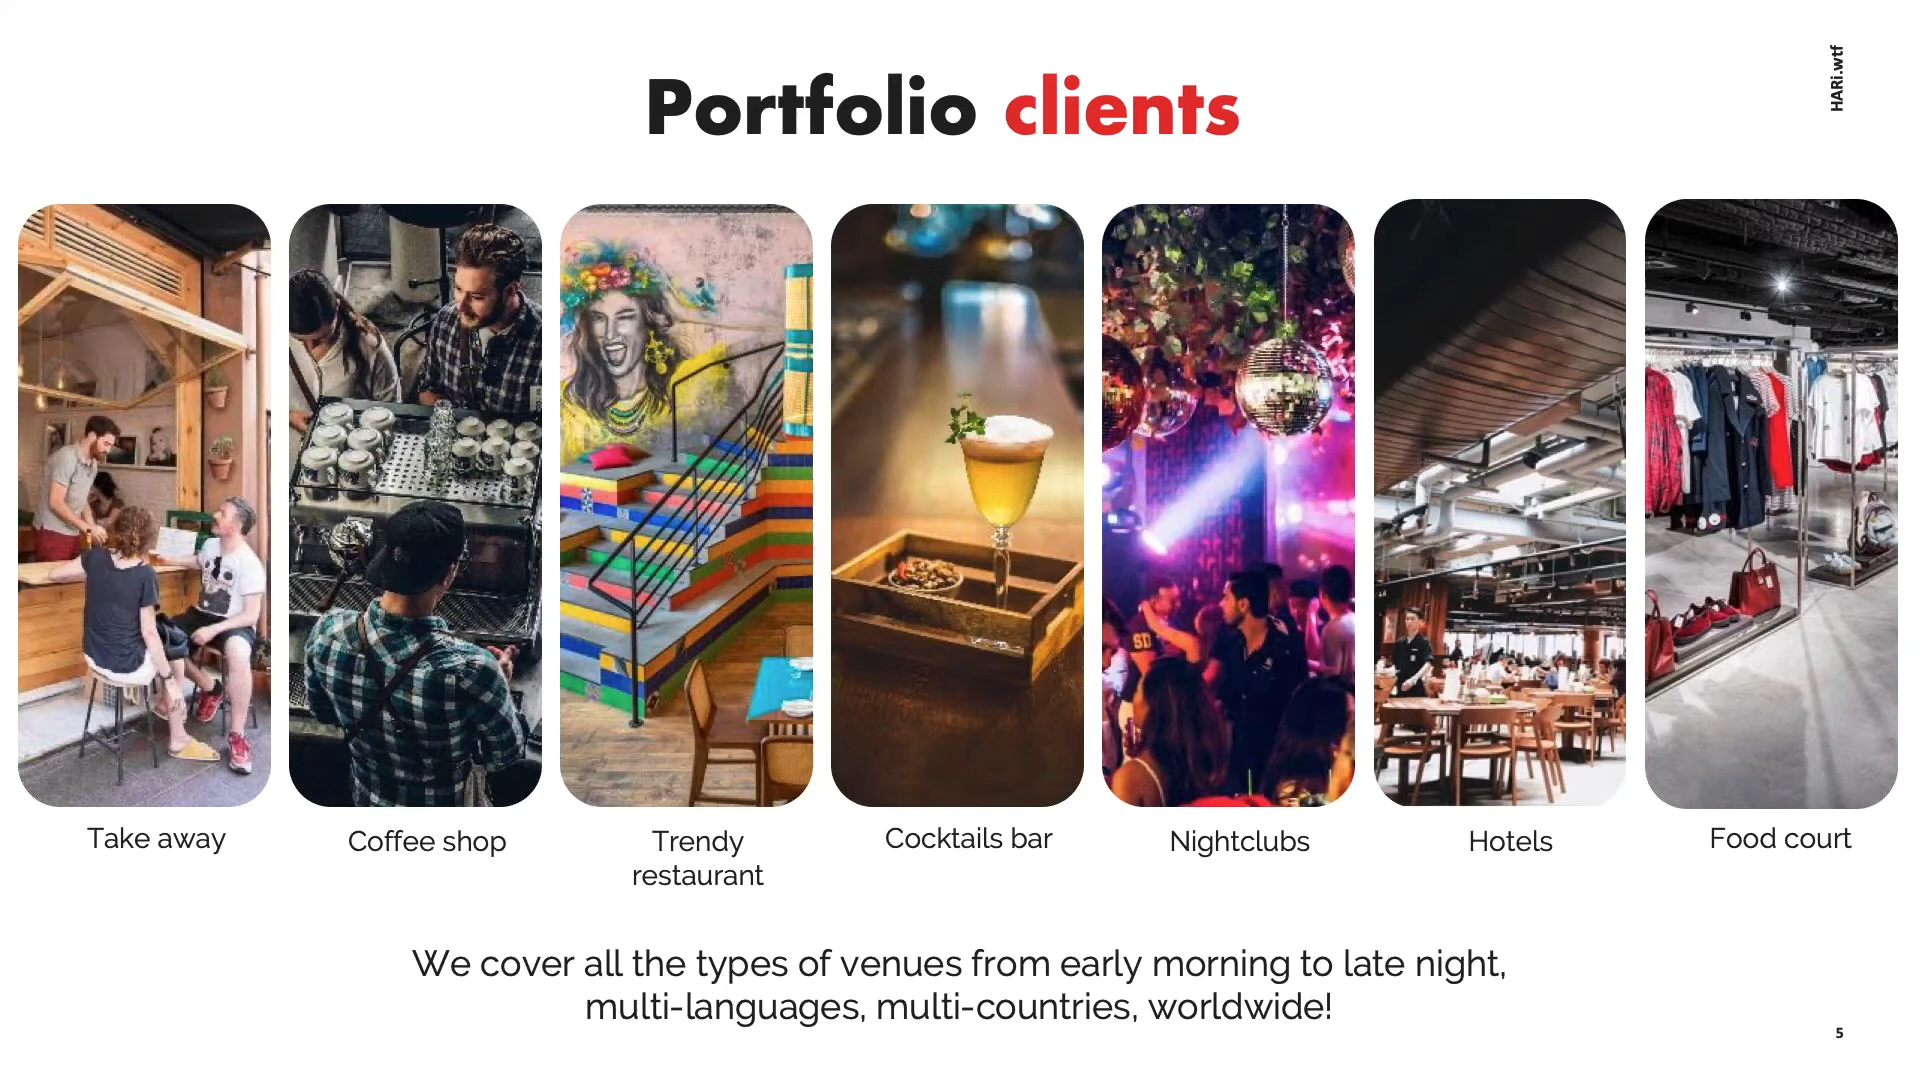 HARi.wtf
Portfolio clients
SD
Take away
Coffee shop
Trendy
restaurant
Cocktails bar
Nightclubs
Hotels
Food court
We cover all the types of venues from early morning to late night,
multi-languages, multi-countries, worldwide!
5